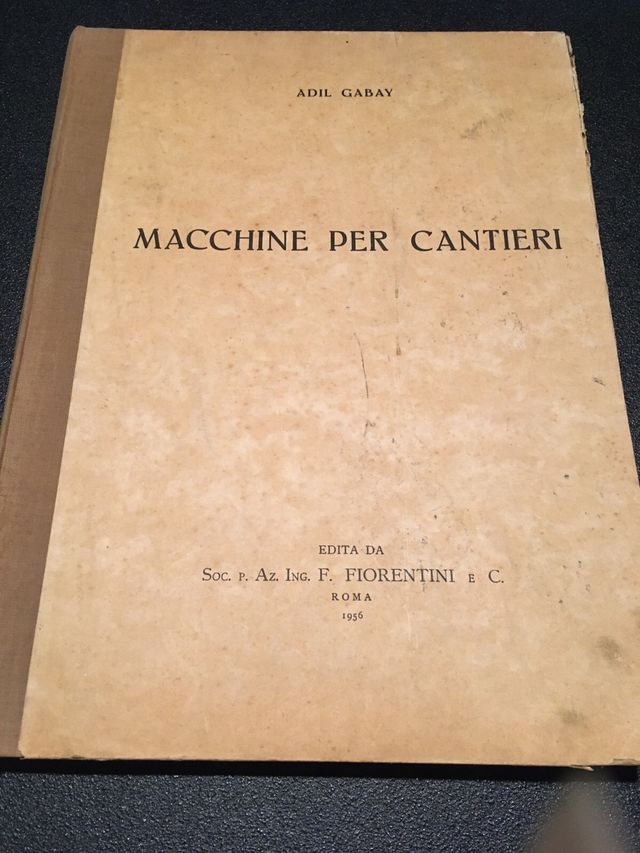 ADIL GABAY
MACCHINE PER CANTIERI
EDITA DA
Soc. p. Az. Ing. F. FIORENTINI e C.
ROMA
1956